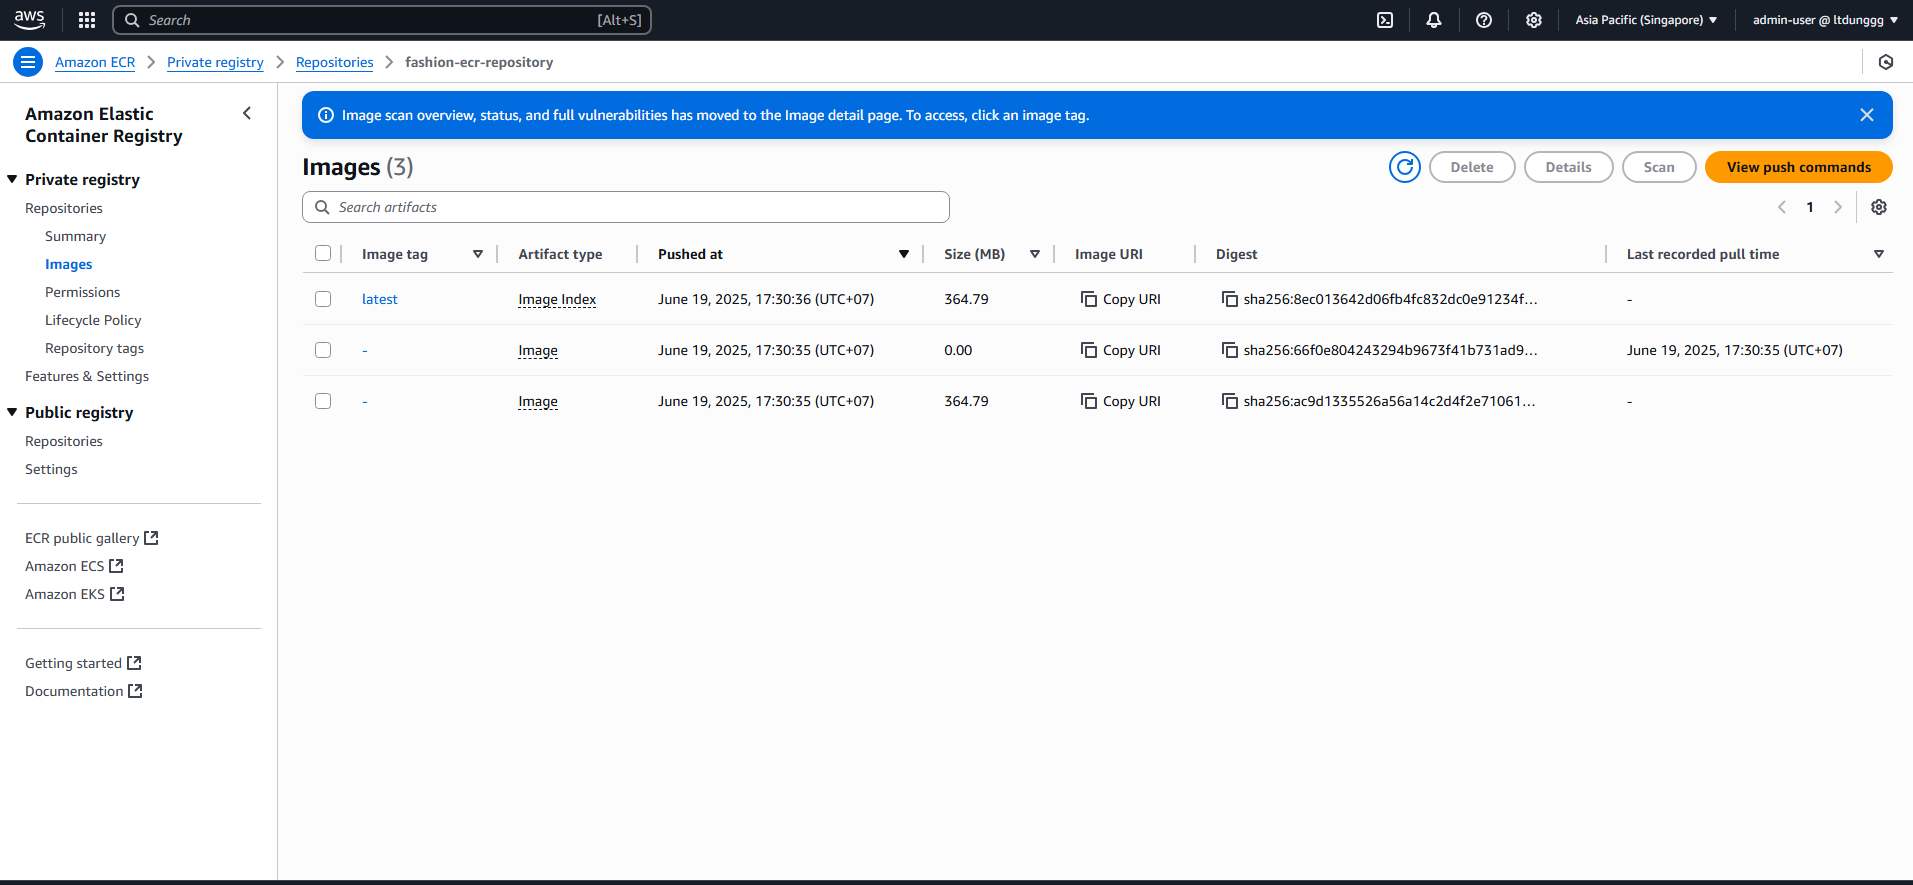 aws
Search [Alt+S]
Asia Pacific (Singapore)
admin-user @ ltdunggg
Amazon ECR
Private registry
Repositories
fashion-ecr-repository
Amazon Elastic
Container Registry
Private registry
Repositories
Summary
Images
Permissions
Lifecycle Policy
Repository tags
Features & Settings
Public registry
Repositories
Settings
ECR public gallery
Amazon ECS
Amazon EKS
Getting started
Documentation
Image scan overview, status, and full vulnerabilities has moved to the Image detail page. To access, click an image tag.
Images (3)
Delete
Details
Scan
View push commands
Search artifacts
1
Image tag Artifact type Pushed at Size (MB) Image URI Digest Last recorded pull time
latest Image Index June 19, 2025, 17:30:36 (UTC+07) 364.79 Copy URI sha256:8ec013642d06fb4fc832dc0e91234f... -
- Image June 19, 2025, 17:30:35 (UTC+07) 0.00 Copy URI sha256:66f0e804243294b9673f41b731ad9... June 19, 2025, 17:30:35 (UTC+07)
- Image June 19, 2025, 17:30:35 (UTC+07) 364.79 Copy URI sha256:ac9d1335526a56a14c2d4f2e71061... -